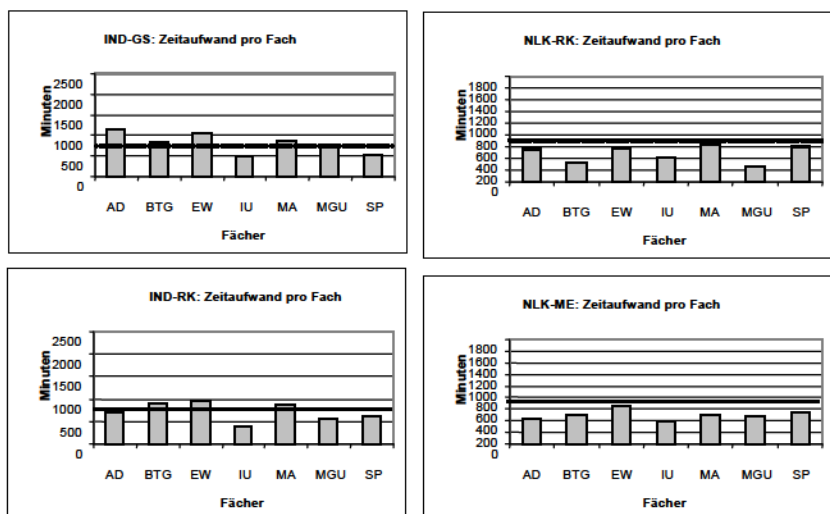 IND-GS: Zeitaufwand pro Fach
Minuten
2500
2000
1500
1000
500
0
AD BTG EW IU MA MGU SP
Fächer
NLK-RK: Zeitaufwand pro Fach
Minuten
1800
1600
1400
1200
1000
800
600
400
200
0
AD BTG EW IU MA MGU SP
Fächer
IND-RK: Zeitaufwand pro Fach
Minuten
2500
2000
1500
1000
500
0
AD BTG EW IU MA MGU SP
Fächer
NLK-ME: Zeitaufwand pro Fach
Minuten
1800
1600
1400
1200
1000
800
600
400
200
0
AD BTG EW IU MA MGU SP
Fächer